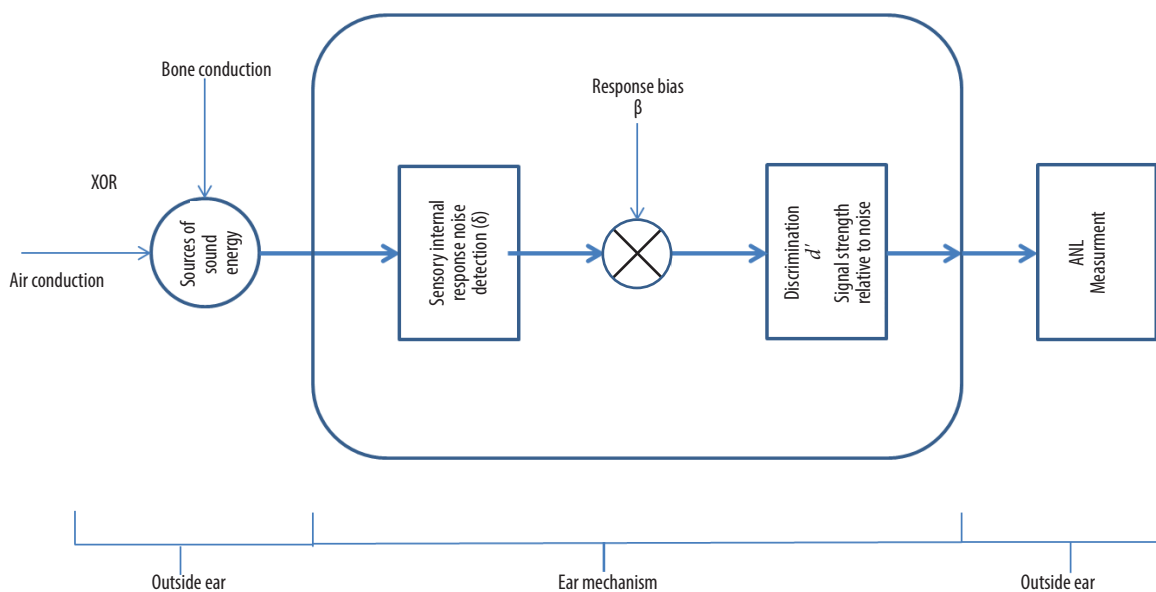 Bone conduction
XOR
Air conduction
Sources of
sound
energy
Sensory internal
response noise
detection (δ)
Response bias
β
Discrimination
d′
Signal strength
relative to noise
ANL
Measurment
Outside ear
Ear mechanism
Outside ear